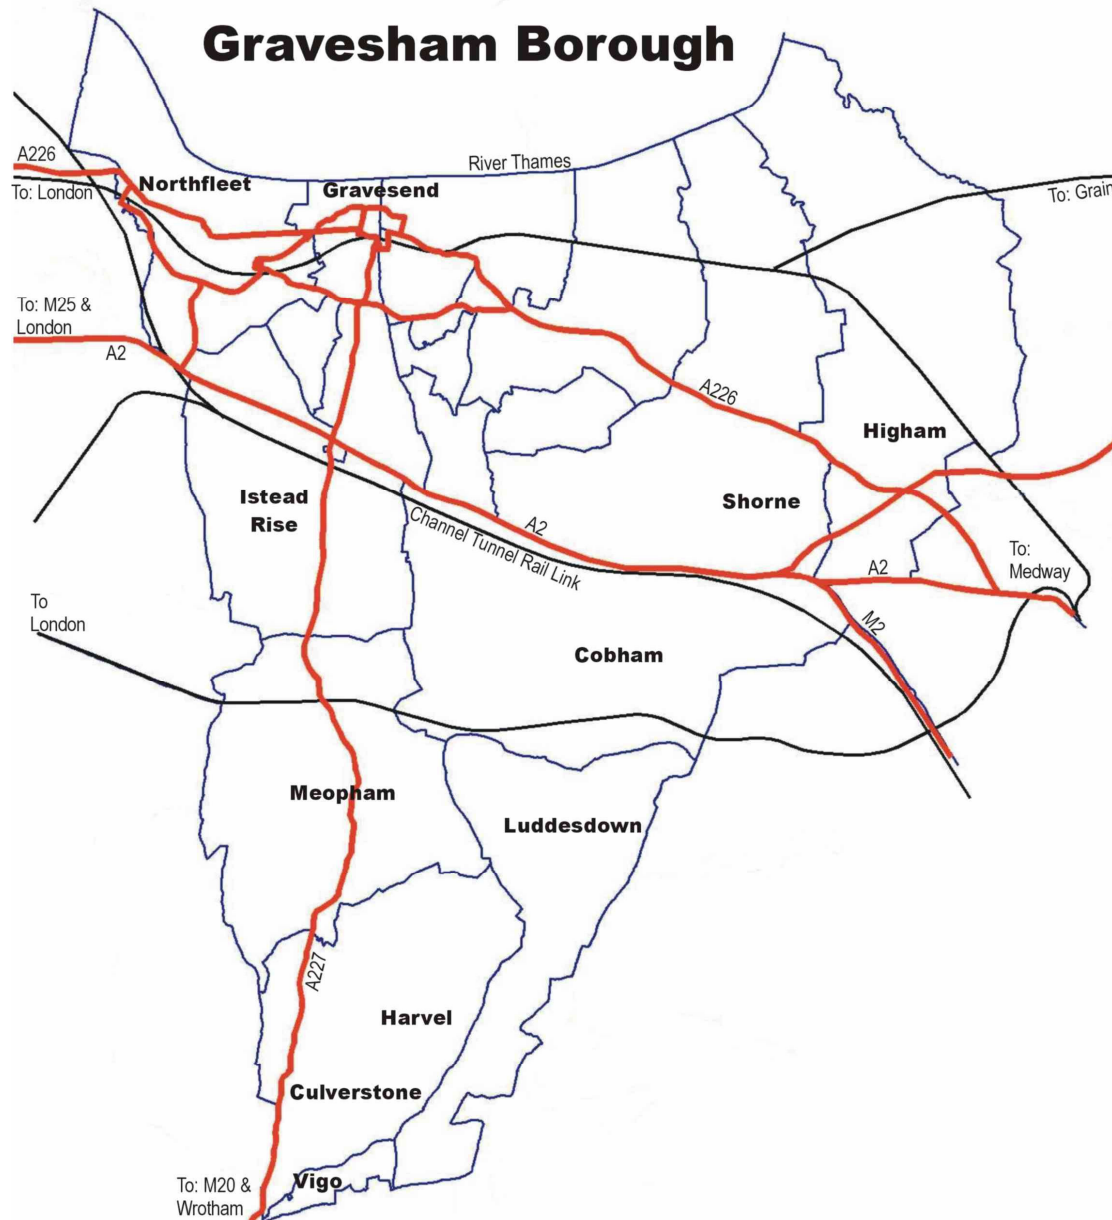 Gravesham Borough
A226
To: London
Northfleet
Gravesend
River Thames
To: Grain
To: M25 &
London
A2
A226
Higham
Istead
Rise
Shorne
A2
Channel Tunnel Rail Link
To:
Medway
A2
To
London
M2
Cobham
Meopham
Luddesdown
A227
Harvel
Culverstone
Vigo
To: M20 &
Wrotham